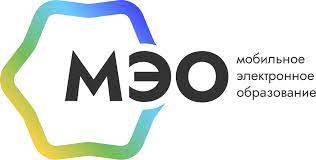 МЭО
мобильное
электронное
образование